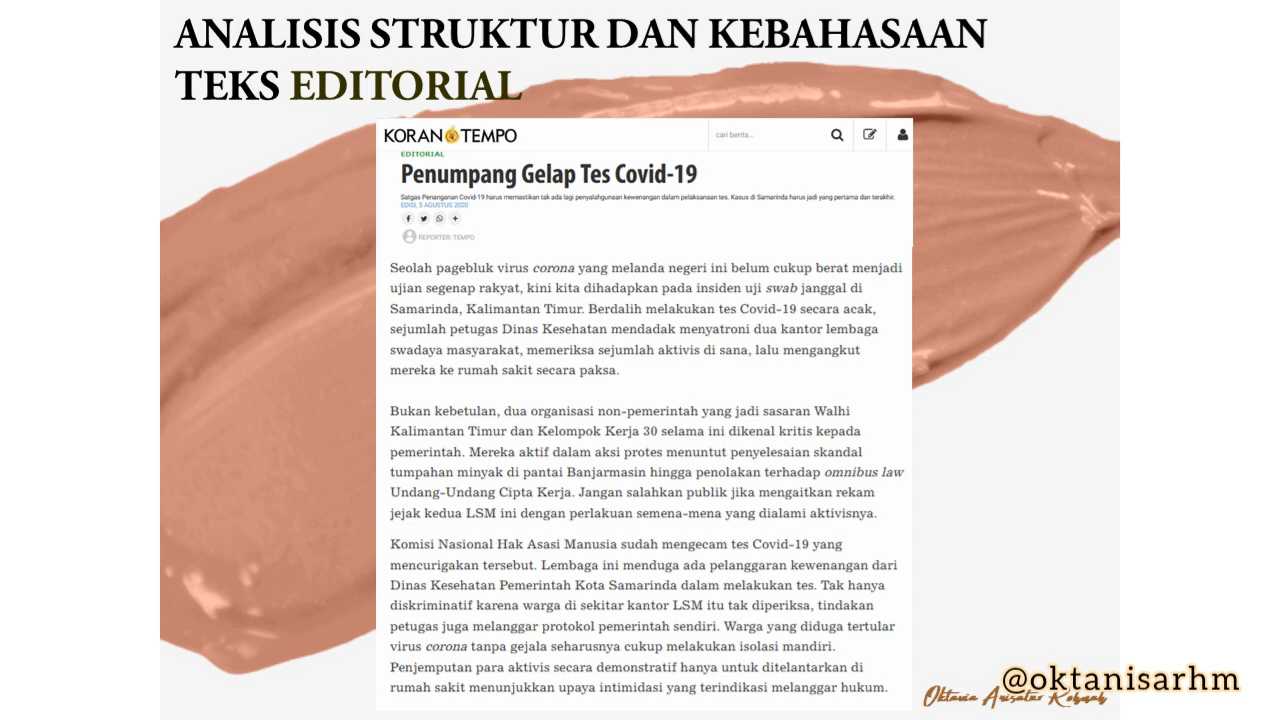 ANALISIS STRUKTUR DAN KEBAHASAAN
TEKS EDITORIAL
KORAN TEMPO
cari berita...
EDITORIAL
Penumpang Gelap Tes Covid-19
Satgas Penanganan Covid-19 harus memastikan tak ada lagi penyalahgunaan kewenangan dalam pelaksanaan tes. Kasus di Samarinda harus jadi yang pertama dan terakhir.
EDISI, 5 AGUSTUS 2020
REPORTER: TEMPO
Seolah pagebluk virus corona yang melanda negeri ini belum cukup berat menjadi
ujian segenap rakyat, kini kita dihadapkan pada insiden uji swab janggal di
Samarinda, Kalimantan Timur. Berdalih melakukan tes Covid-19 secara acak,
sejumlah petugas Dinas Kesehatan mendadak menyatroni dua kantor lembaga
swadaya masyarakat, memeriksa sejumlah aktivis di sana, lalu mengangkut
mereka ke rumah sakit secara paksa.
Bukan kebetulan, dua organisasi non-pemerintah yang jadi sasaran Walhi
Kalimantan Timur dan Kelompok Kerja 30 selama ini dikenal kritis kepada
pemerintah. Mereka aktif dalam aksi protes menuntut penyelesaian skandal
tumpahan minyak di pantai Banjarmasin hingga penolakan terhadap omnibus law
Undang-Undang Cipta Kerja. Jangan salahkan publik jika mengaitkan rekam
jejak kedua LSM ini dengan perlakuan semena-mena yang dialami aktivisnya.
Komisi Nasional Hak Asasi Manusia sudah mengecam tes Covid-19 yang
mencurigakan tersebut. Lembaga ini menduga ada pelanggaran kewenangan dari
Dinas Kesehatan Pemerintah Kota Samarinda dalam melakukan tes. Tak hanya
diskriminatif karena warga di sekitar kantor LSM itu tak diperiksa, tindakan
petugas juga melanggar protokol pemerintah sendiri. Warga yang diduga tertular
virus corona tanpa gejala seharusnya cukup melakukan isolasi mandiri.
Penjemputan para aktivis secara demonstratif hanya untuk ditelantarkan di
rumah sakit menunjukkan upaya intimidasi yang terindikasi melanggar hukum.
@oktanisarhm
Oktavia Anisatur Rohmah